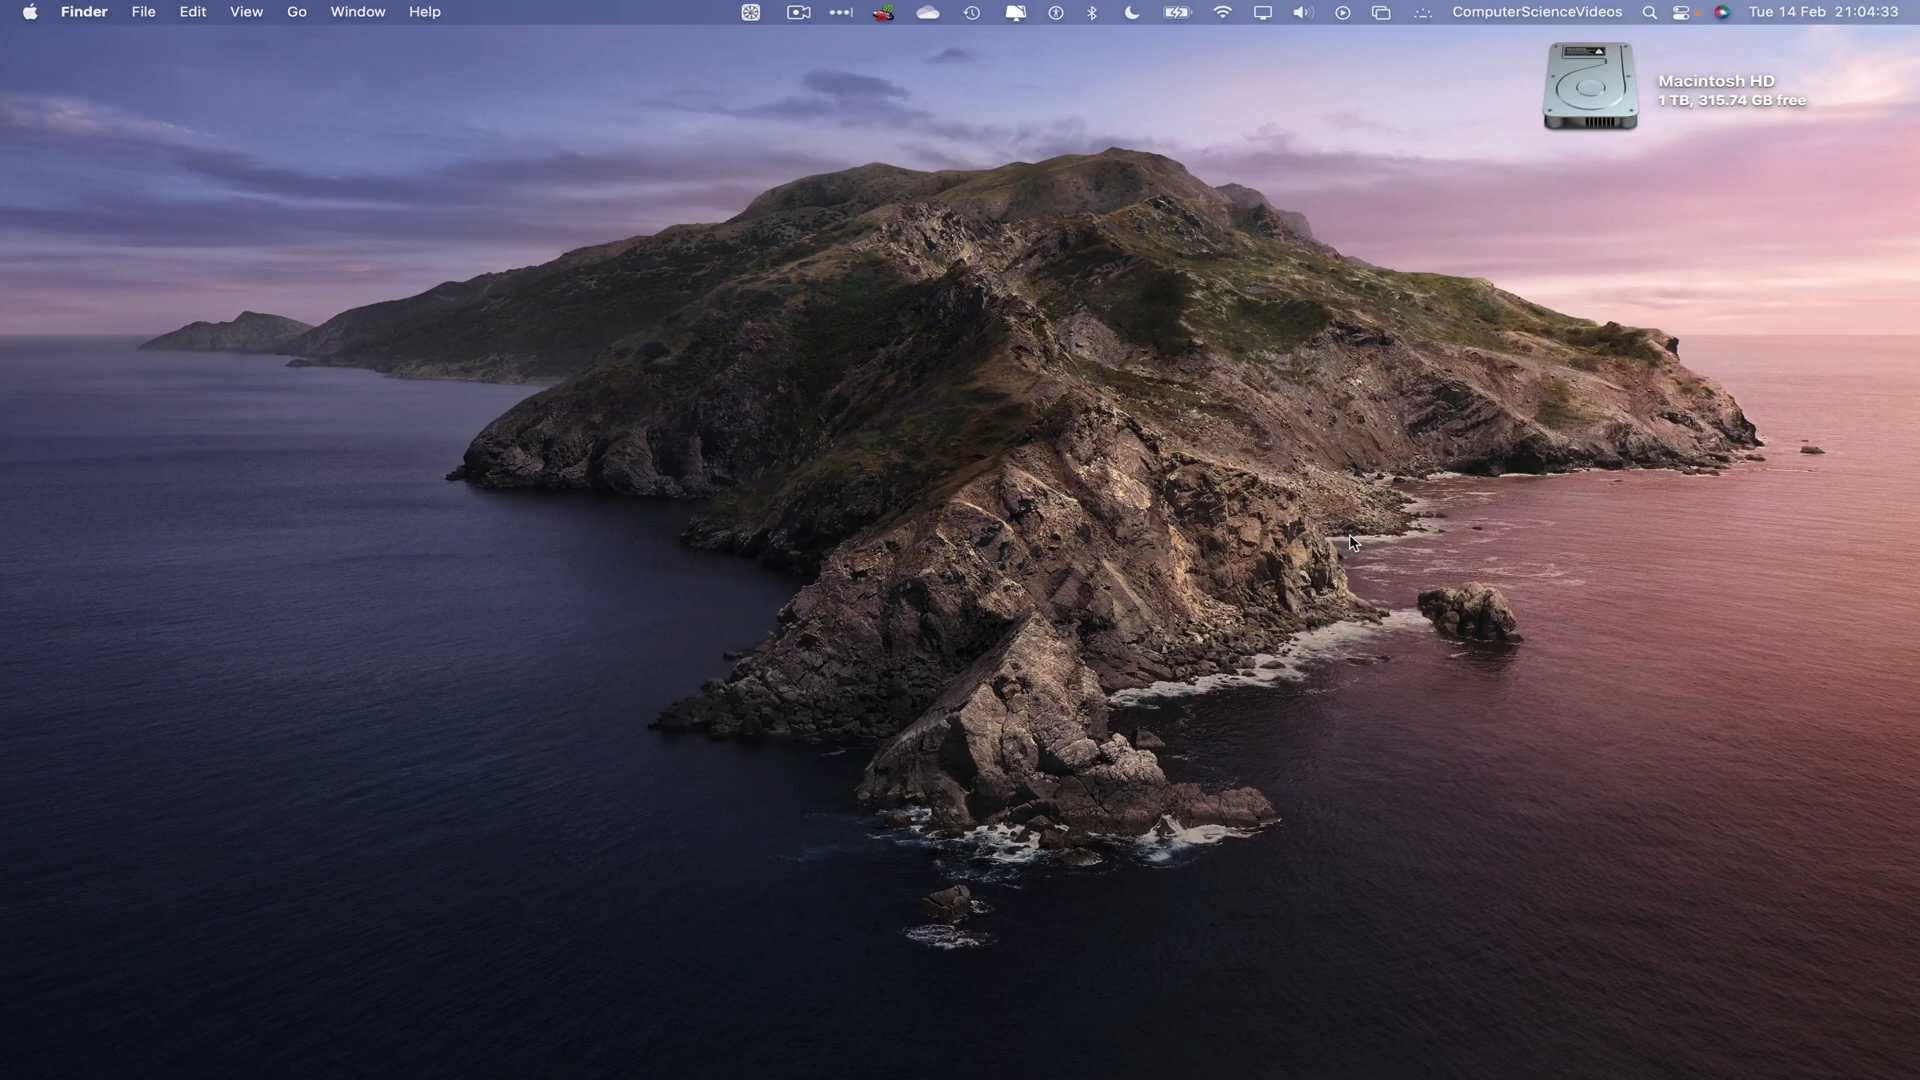 Finder File Edit View Go Window Help ComputerScienceVideos Tue 14 Feb 21:04:33
Macintosh HD
1 TB, 315.74 GB free